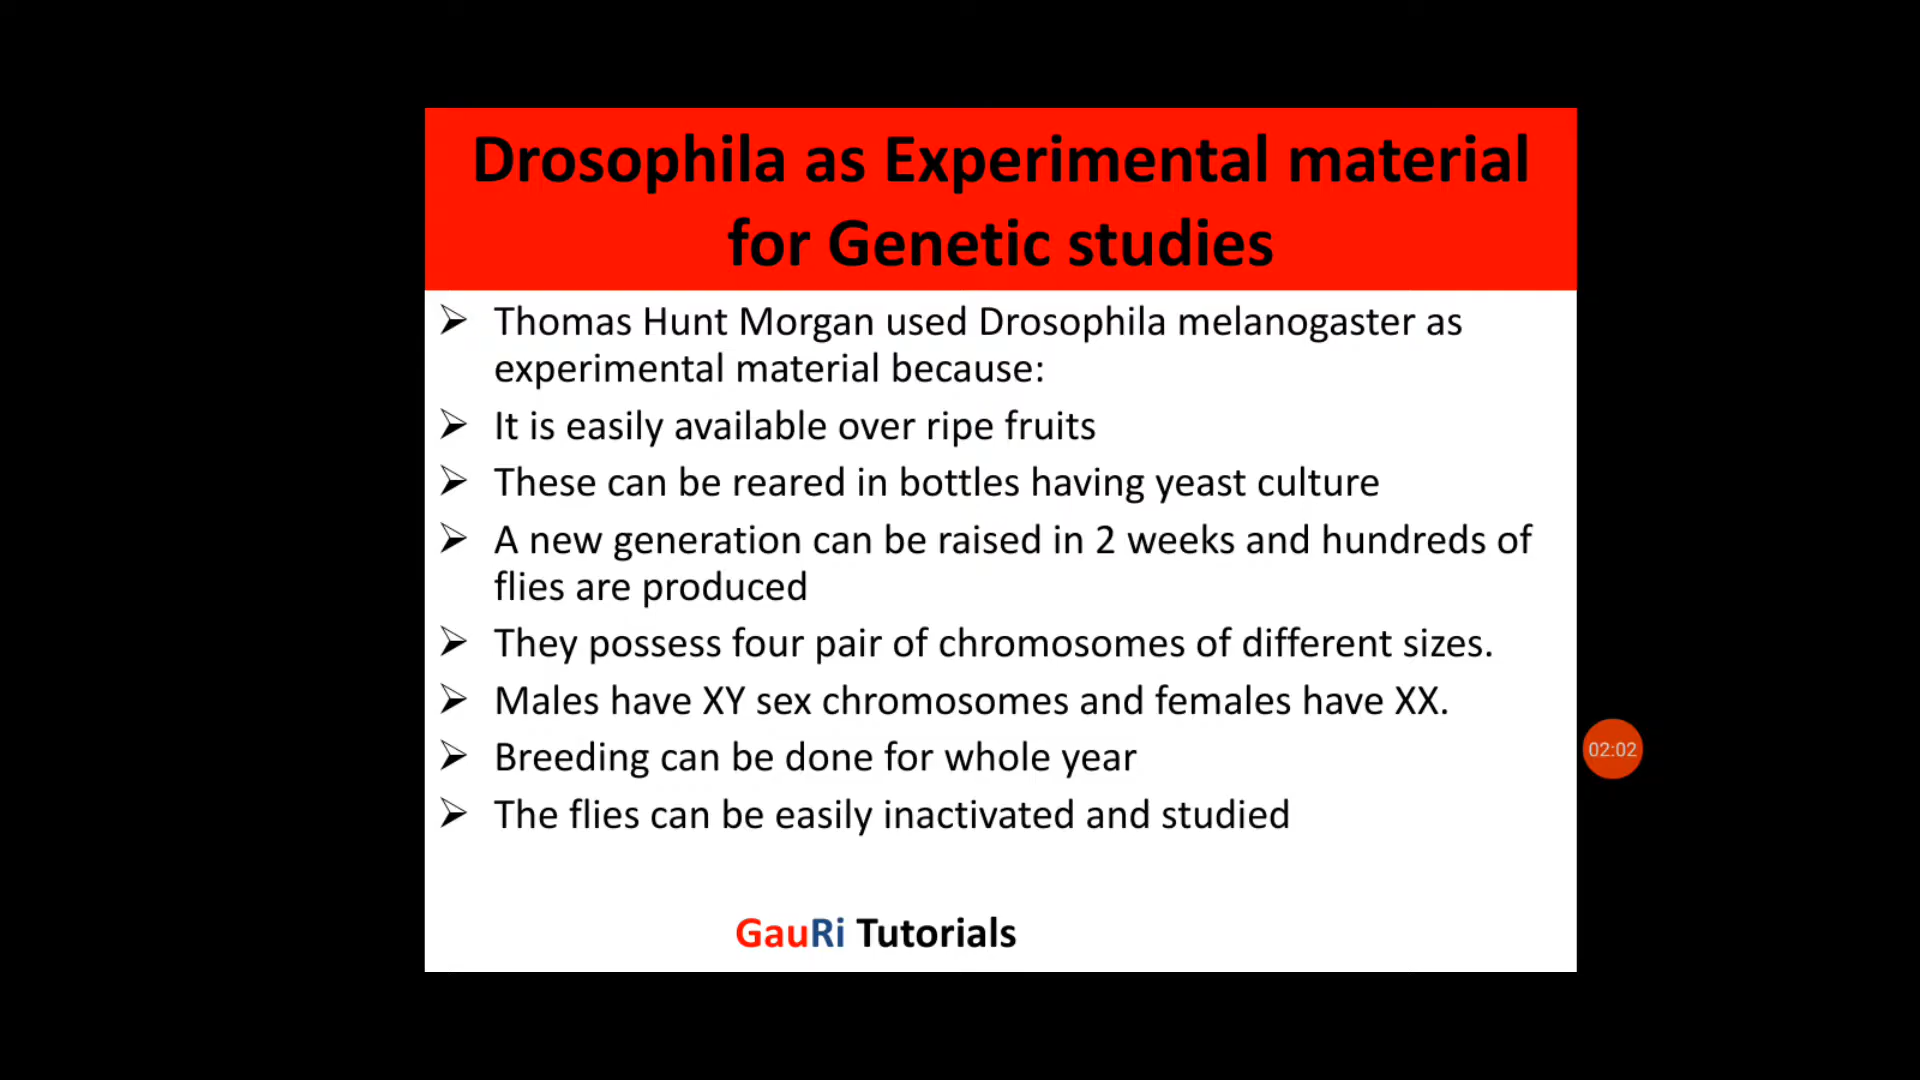 Drosophila as Experimental material
for Genetic studies
➢ Thomas Hunt Morgan used Drosophila melanogaster as
experimental material because:
➢ It is easily available over ripe fruits
➢ These can be reared in bottles having yeast culture
➢ A new generation can be raised in 2 weeks and hundreds of
flies are produced
➢ They possess four pair of chromosomes of different sizes.
➢ Males have XY sex chromosomes and females have XX.
➢ Breeding can be done for whole year
➢ The flies can be easily inactivated and studied
02:02
GauRi Tutorials